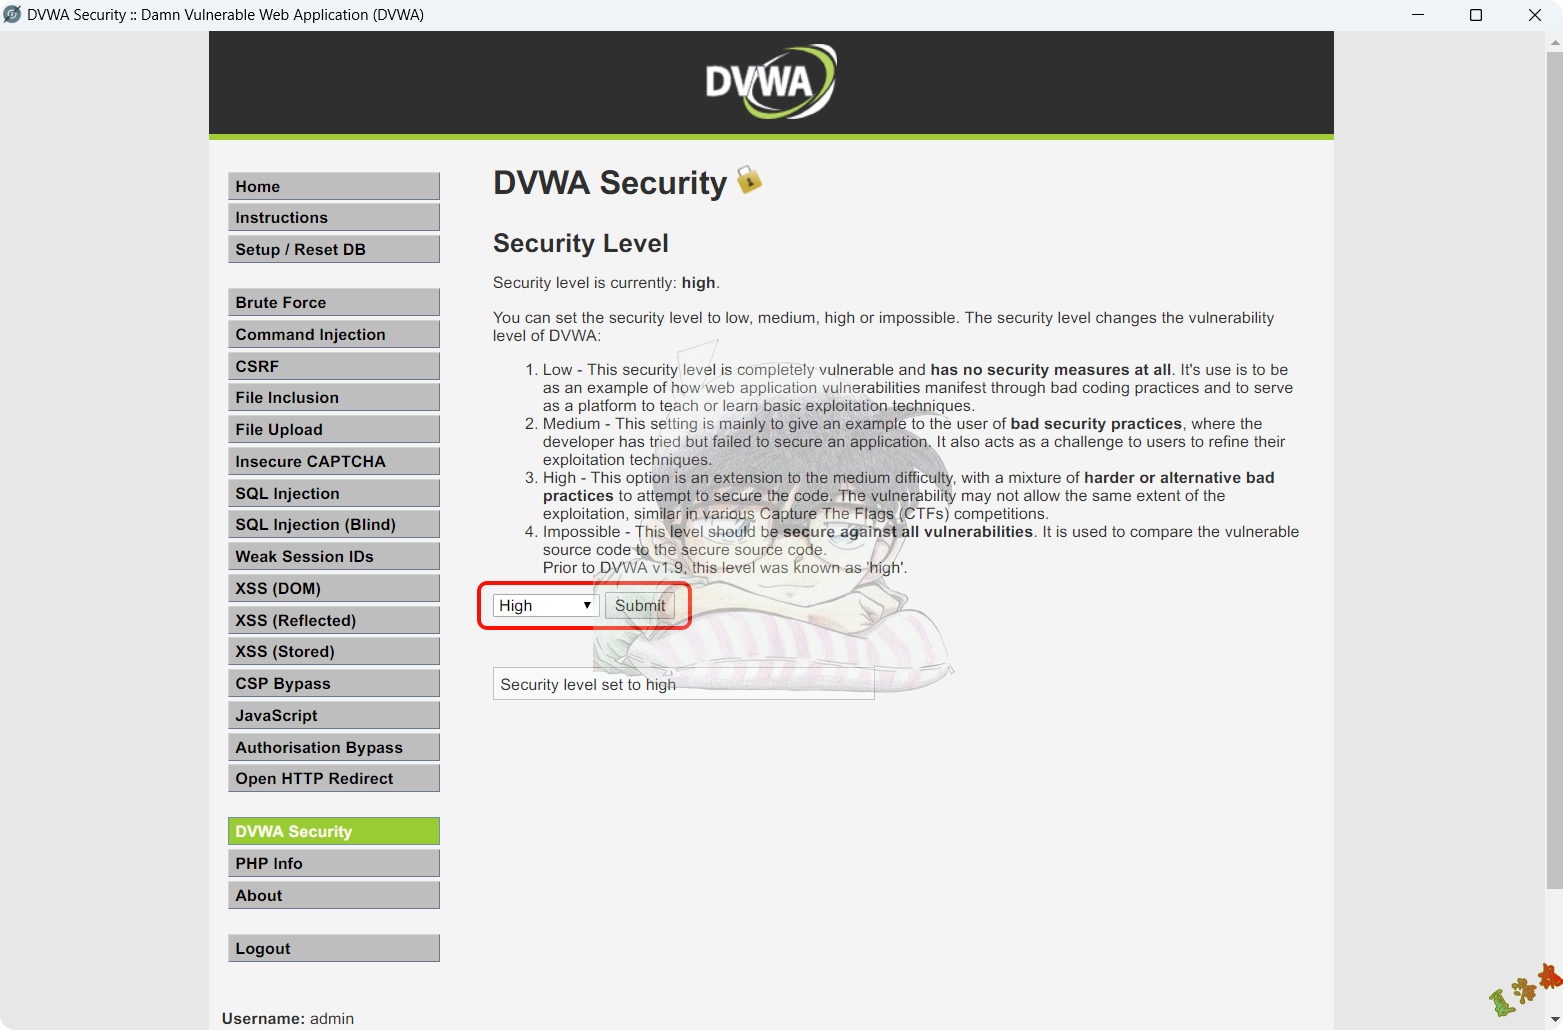 DVWA Security :: Damn Vulnerable Web Application (DVWA)
DVWA
Home
Instructions
Setup / Reset DB
Brute Force
Command Injection
CSRF
File Inclusion
File Upload
Insecure CAPTCHA
SQL Injection
SQL Injection (Blind)
Weak Session IDs
XSS (DOM)
XSS (Reflected)
XSS (Stored)
CSP Bypass
JavaScript
Authorisation Bypass
Open HTTP Redirect
DVWA Security
PHP Info
About
Logout
Username: admin
DVWA Security
Security Level
Security level is currently: high.
You can set the security level to low, medium, high or impossible. The security level changes the vulnerability
level of DVWA:
1. Low - This security level is completely vulnerable and has no security measures at all. It's use is to be
as an example of how web application vulnerabilities manifest through bad coding practices and to serve
as a platform to teach or learn basic exploitation techniques.
2. Medium - This setting is mainly to give an example to the user of bad security practices, where the
developer has tried but failed to secure an application. It also acts as a challenge to users to refine their
exploitation techniques.
3. High - This option is an extension to the medium difficulty, with a mixture of harder or alternative bad
practices to attempt to secure the code. The vulnerability may not allow the same extent of the
exploitation, similar in various Capture The Flags (CTFs) competitions.
4. Impossible - This level should be secure against all vulnerabilities. It is used to compare the vulnerable
source code to the secure source code.
Prior to DVWA v1.9, this level was known as 'high'.
High
Submit
Security level set to high